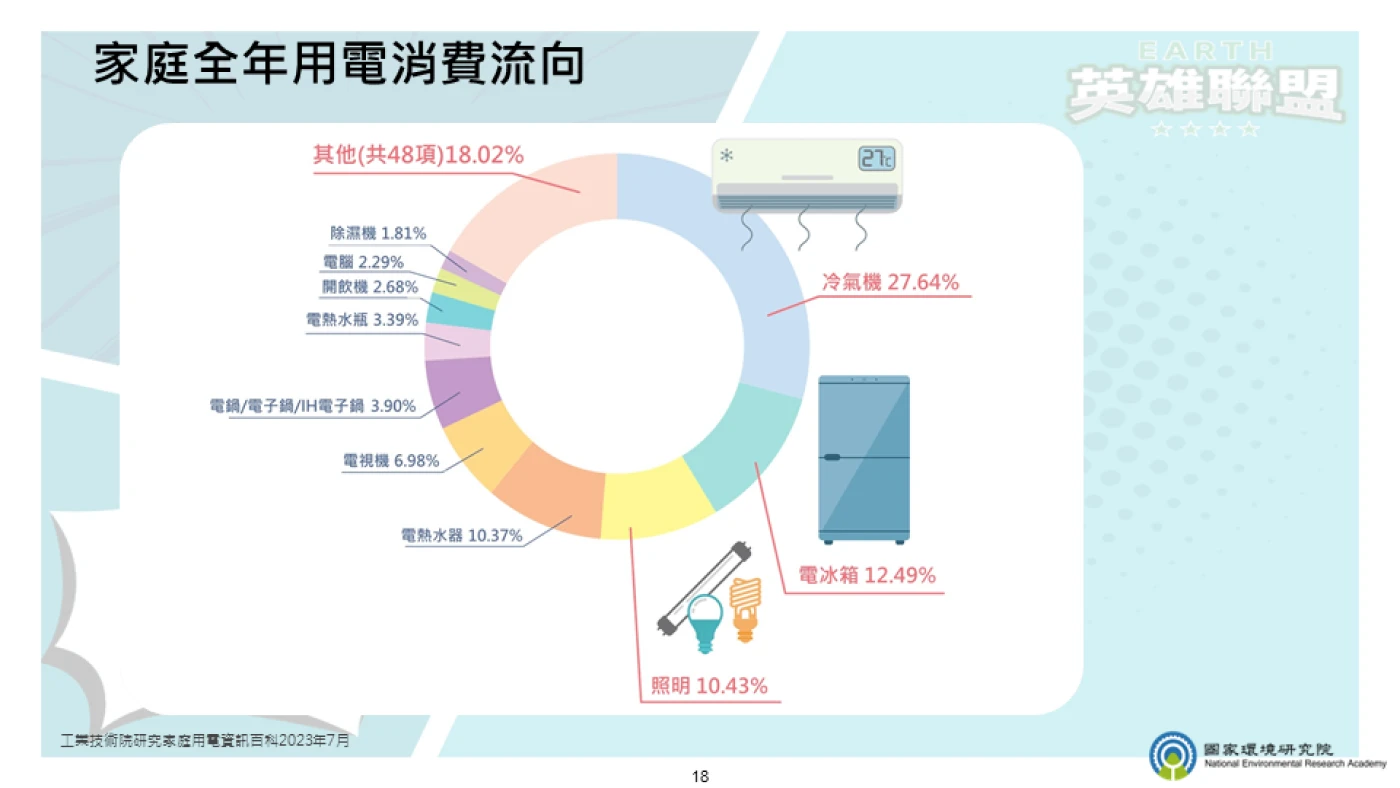 家庭全年用電消費流向
EARTH
英雄聯盟
其他(共48項)18.02%
27℃
除濕機 1.81%
電腦 2.29%
開飲機 2.68%
電熱水瓶 3.39%
冷氣機 27.64%
電鍋/電子鍋/IH電子鍋 3.90%
電視機 6.98%
電熱水器 10.37%
電冰箱 12.49%
照明 10.43%
工業技術院研究家庭用電資訊百科2023年7月
國家環境研究院
National Environmental Research Academy
18